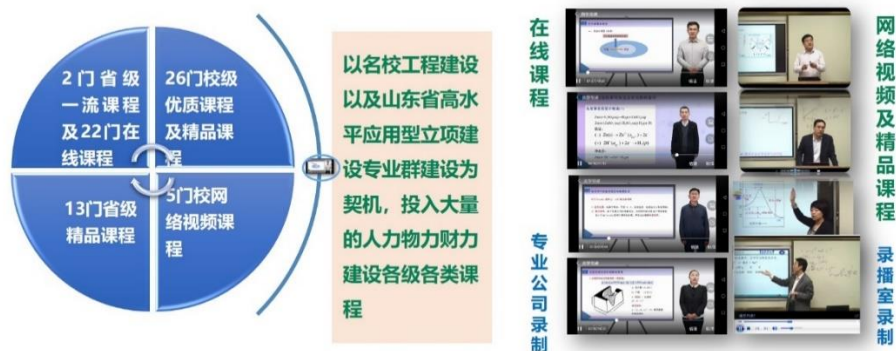 2门省级
一流课程
及22门在
线课程
26门校级
优质课程
及精品课
程
13门省级
精品课程
5门校网
络视频课
程
以名校工程建设
以及山东省高水
平应用型立项建
设专业群建设为
契机，投入大量
的人力物力财力
建设各级各类课
程
在线课程
专业公司录制
网络视频及精品课程
录播室录制